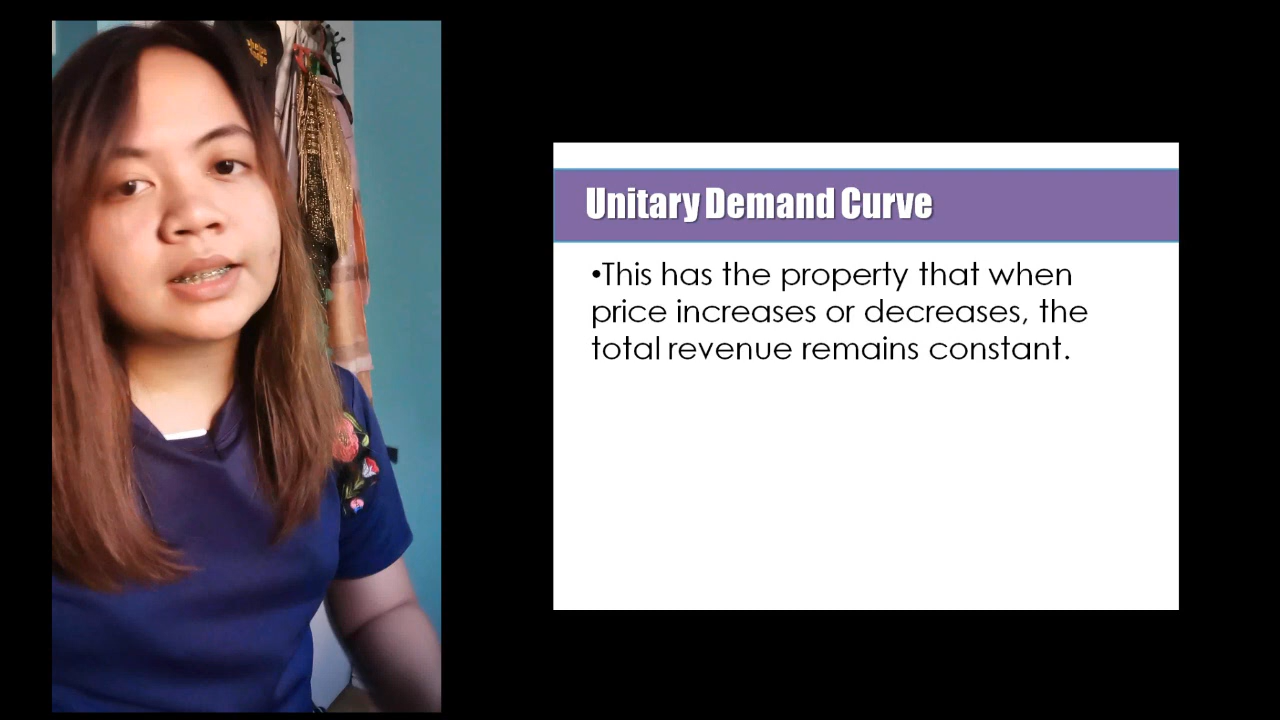 Unitary Demand Curve
•This has the property that when
price increases or decreases, the
total revenue remains constant.